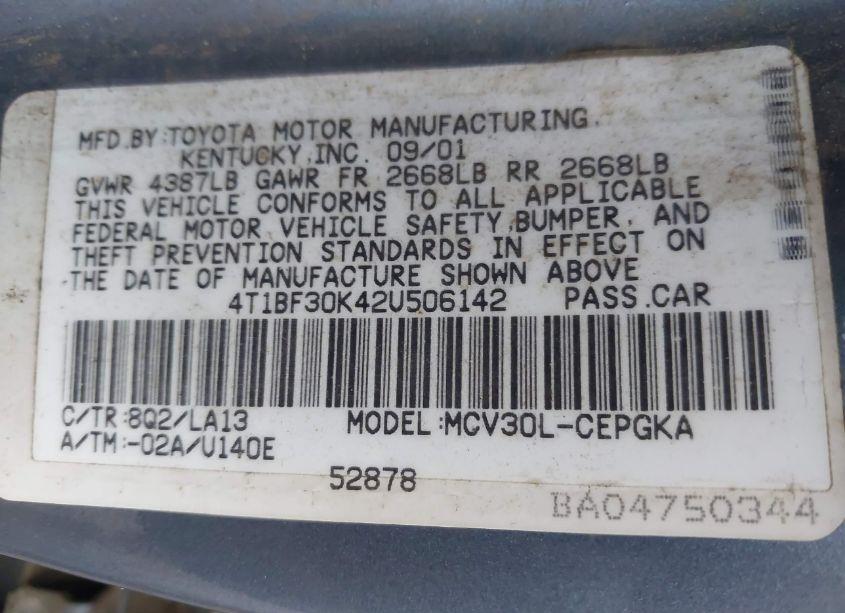 MFD.BY:TOYOTA MOTOR MANUFACTURING,
KENTUCKY,INC. 09/01
GVWR 4387LB GAWR FR 2668LB RR 2668LB
THIS VEHICLE CONFORMS TO ALL APPLICABLE
FEDERAL MOTOR VEHICLE SAFETY,BUMPER, AND
THEFT PREVENTION STANDARDS IN EFFECT ON
THE DATE OF MANUFACTURE SHOWN ABOVE
4T1BF30K42U506142 PASS.CAR
C/TR:8Q2/LA13 MODEL:MCV30L-CEPGKA
A/TM:-02A/U140E
52878
BA04750344